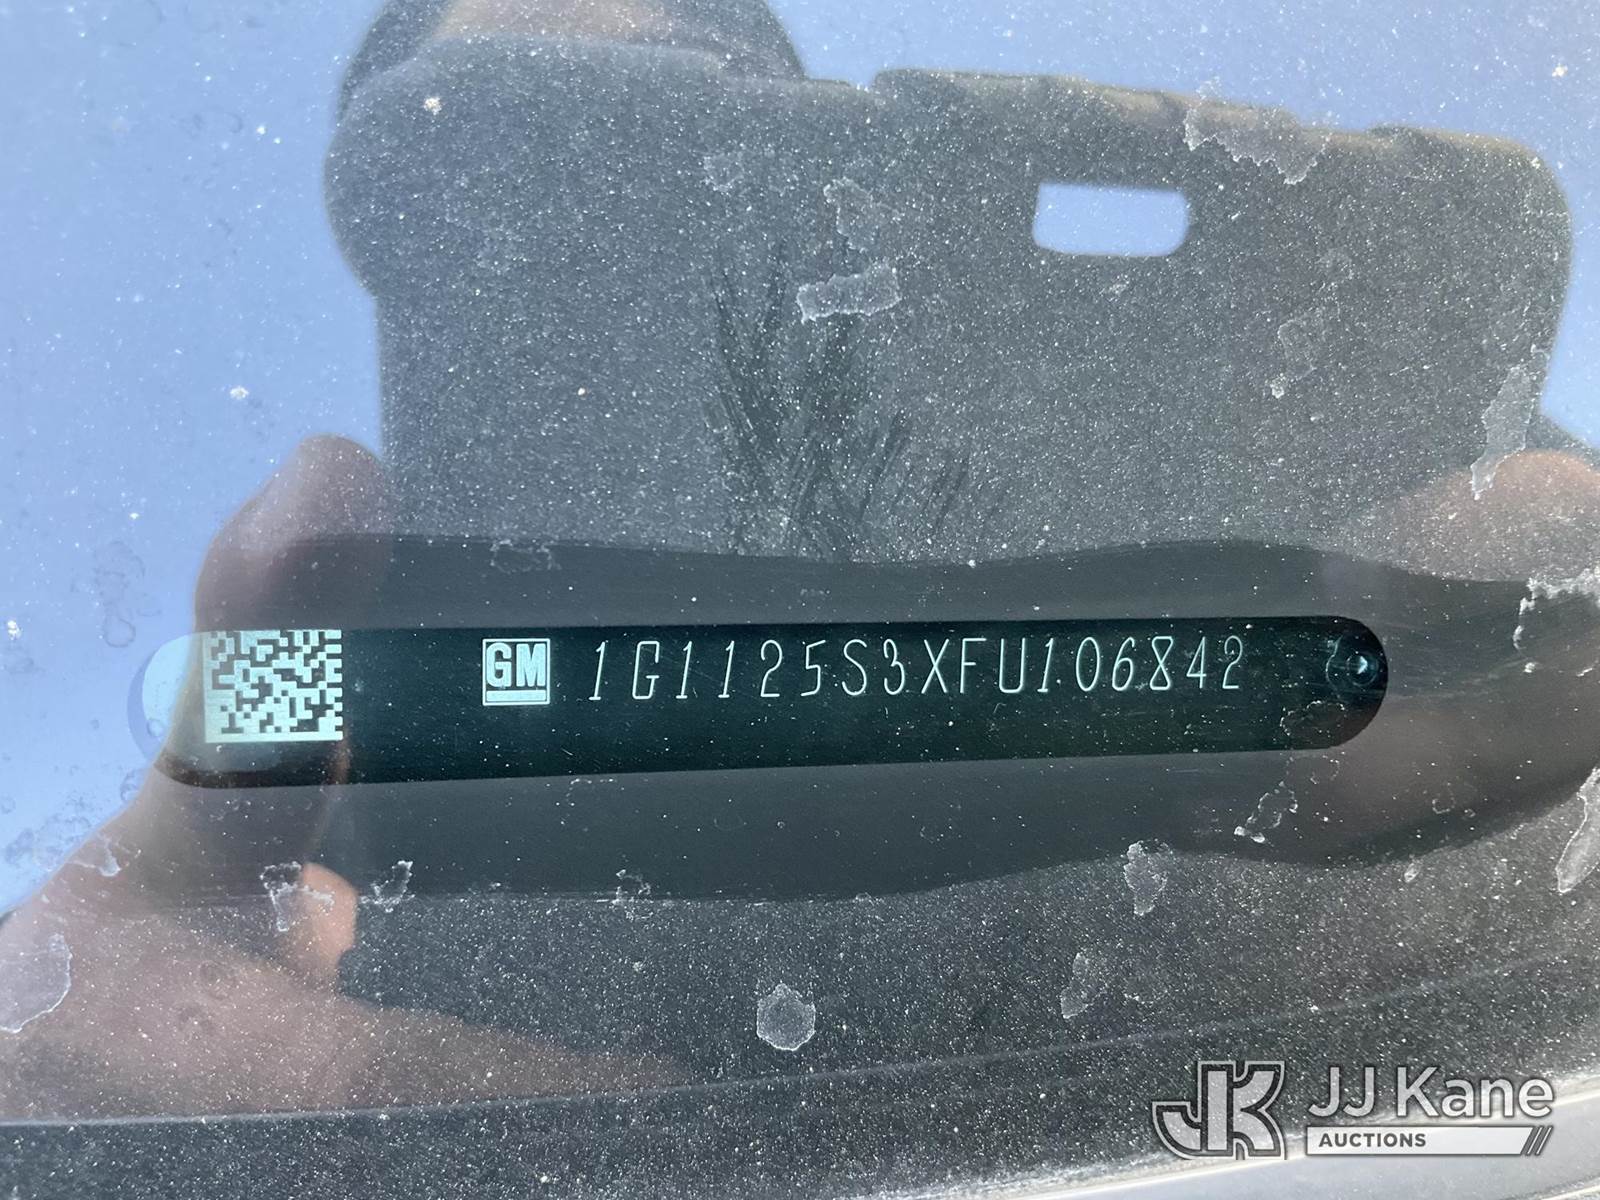 GM 1G1125S3XFU106842
JJ Kane
AUCTIONS